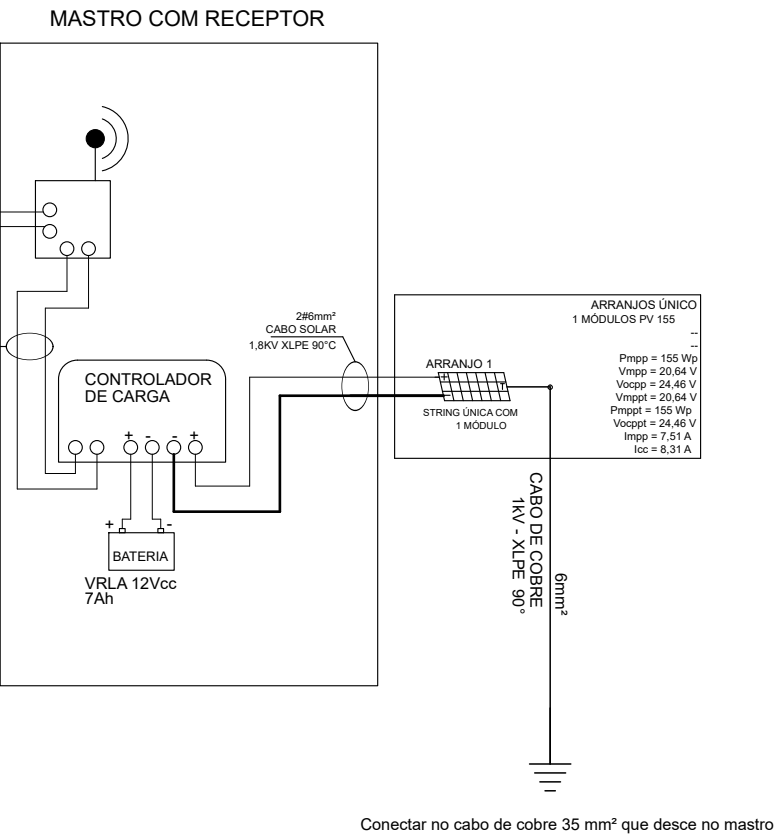 MASTRO COM RECEPTOR
2#6mm²
CABO SOLAR
1,8KV XLPE 90°C
CONTROLADOR
DE CARGA
+ - - +
+ -
BATERIA
VRLA 12Vcc
7Ah
ARRANJO 1
+
T
-
STRING ÚNICA COM
1 MÓDULO
ARRANJOS ÚNICO
1 MÓDULOS PV 155
--
--
Pmpp = 155 Wp
Vmpp = 20,64 V
Vocpp = 24,46 V
Vmppt = 20,64 V
Pmppt = 155 Wp
Vocppt = 24,46 V
Impp = 7,51 A
Icc = 8,31 A
CABO DE COBRE
1kV - XLPE 90°
6mm²
Conectar no cabo de cobre 35 mm² que desce no mastro